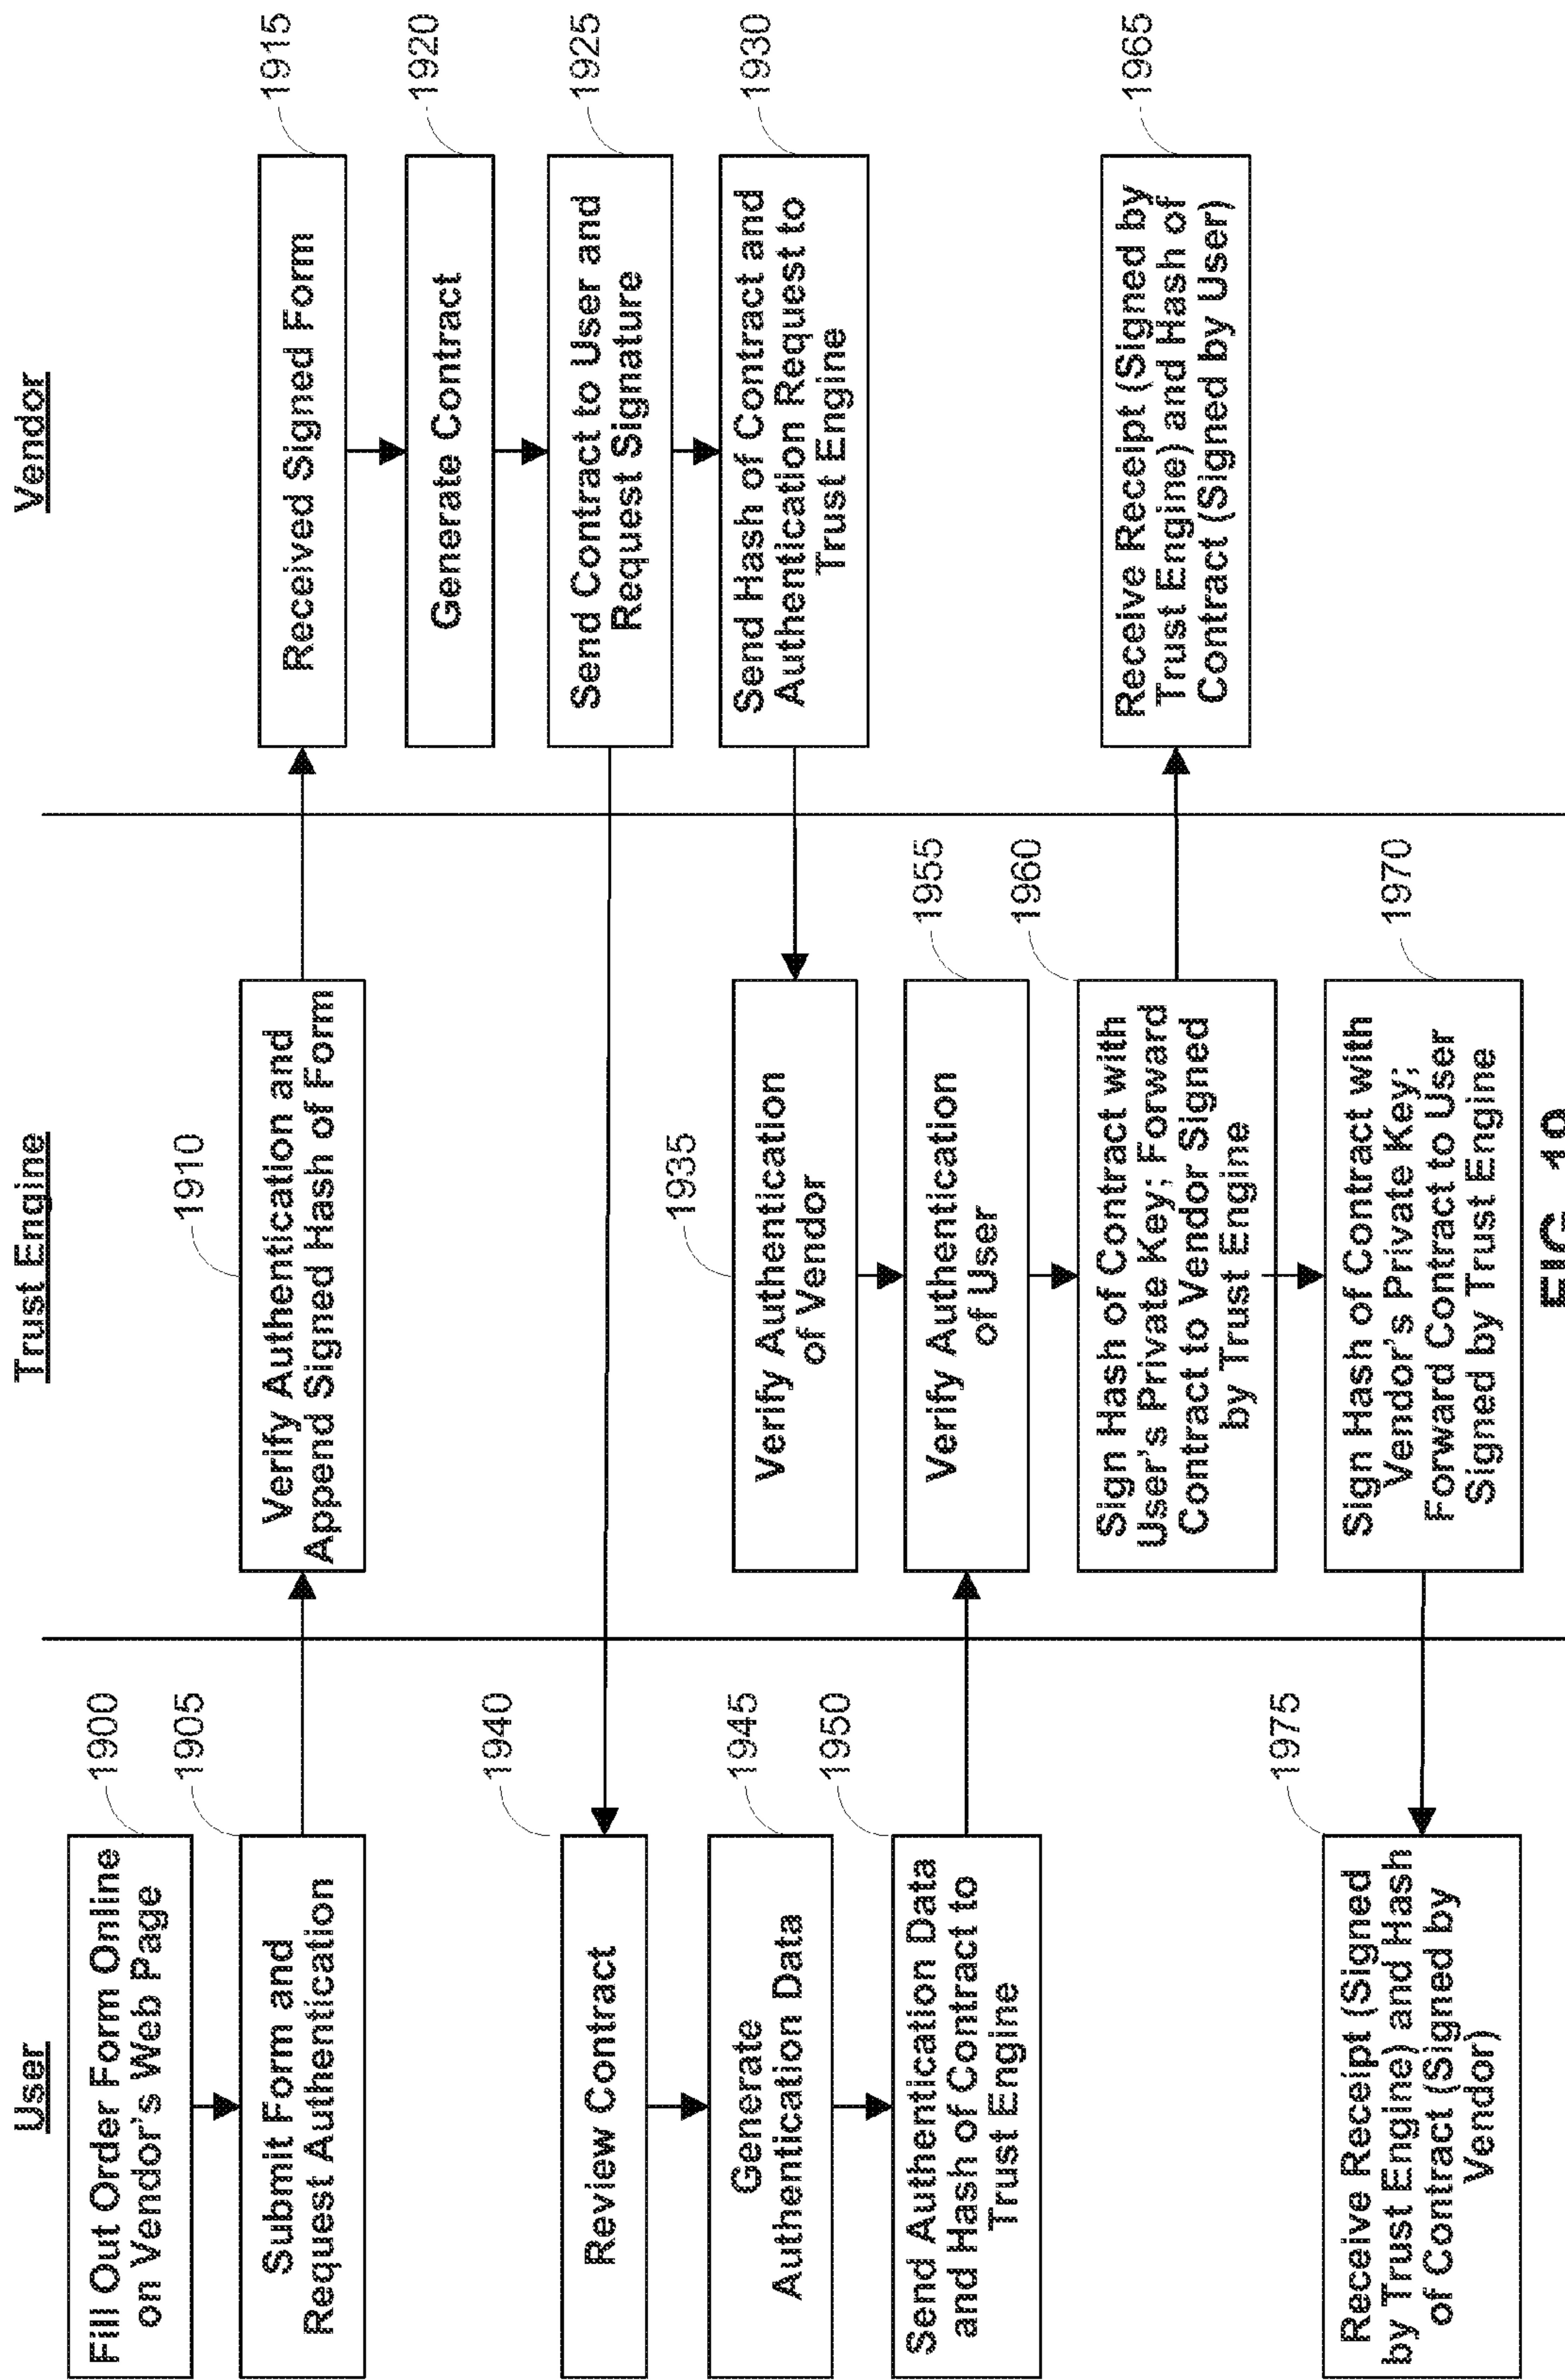 User
Trust Engine
Vendor
Fill Out Order Form Online
on Vendor's Web Page
1900
Submit Form and
Request Authentication
1905
Verify Authentication and
Append Signed Hash of Form
1910
Received Signed Form
1915
Generate Contract
1920
Send Contract to User and
Request Signature
1925
Send Hash of Contract and
Authentication Request to
Trust Engine
1930
Verify Authentication
of Vendor
1935
Review Contract
1940
Generate
Authentication Data
1945
Send Authentication Data
and Hash of Contract to
Trust Engine
1950
Verify Authentication
of User
1955
Sign Hash of Contract with
User's Private Key; Forward
Contract to Vendor Signed
by Trust Engine
1960
Receive Receipt (Signed by
Trust Engine) and Hash of
Contract (Signed by User)
1965
Sign Hash of Contract with
Vendor's Private Key;
Forward Contract to User
Signed by Trust Engine
1970
Receive Receipt (Signed
by Trust Engine) and Hash
of Contract (Signed by
Vendor)
1975